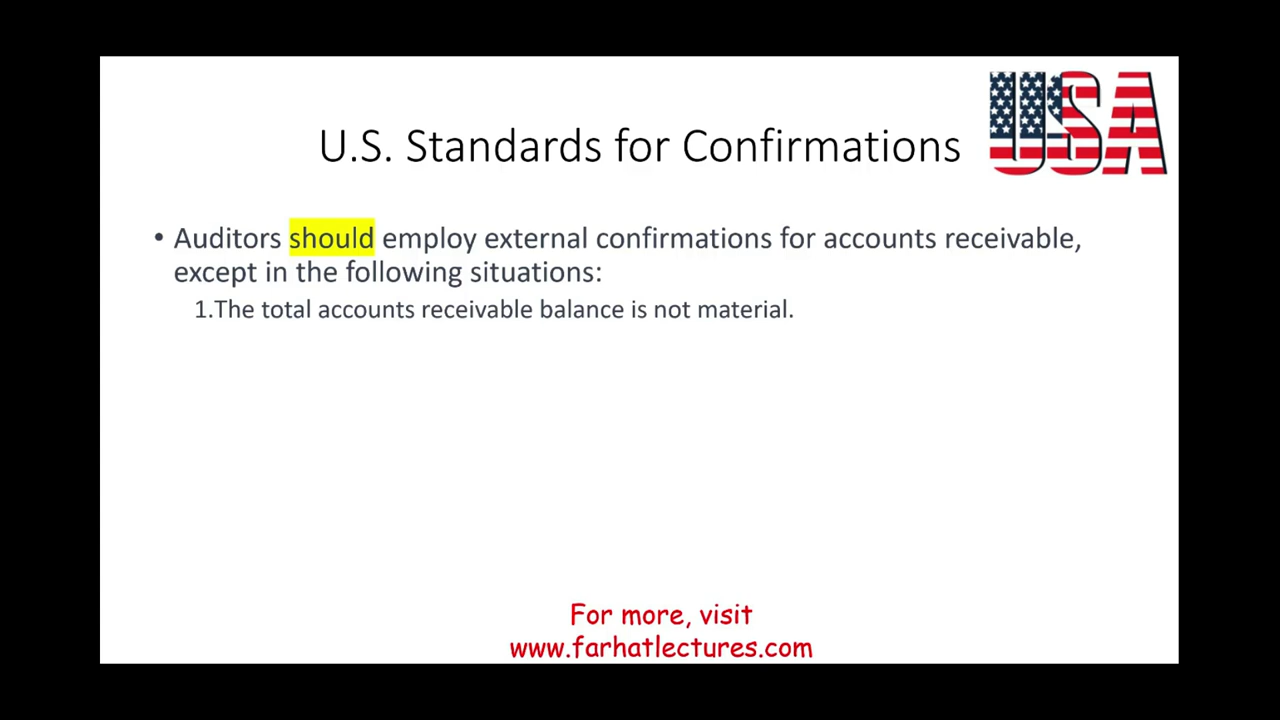 USA
U.S. Standards for Confirmations
• Auditors should employ external confirmations for accounts receivable,
except in the following situations:
1.The total accounts receivable balance is not material.
For more, visit
www.farhatlectures.com